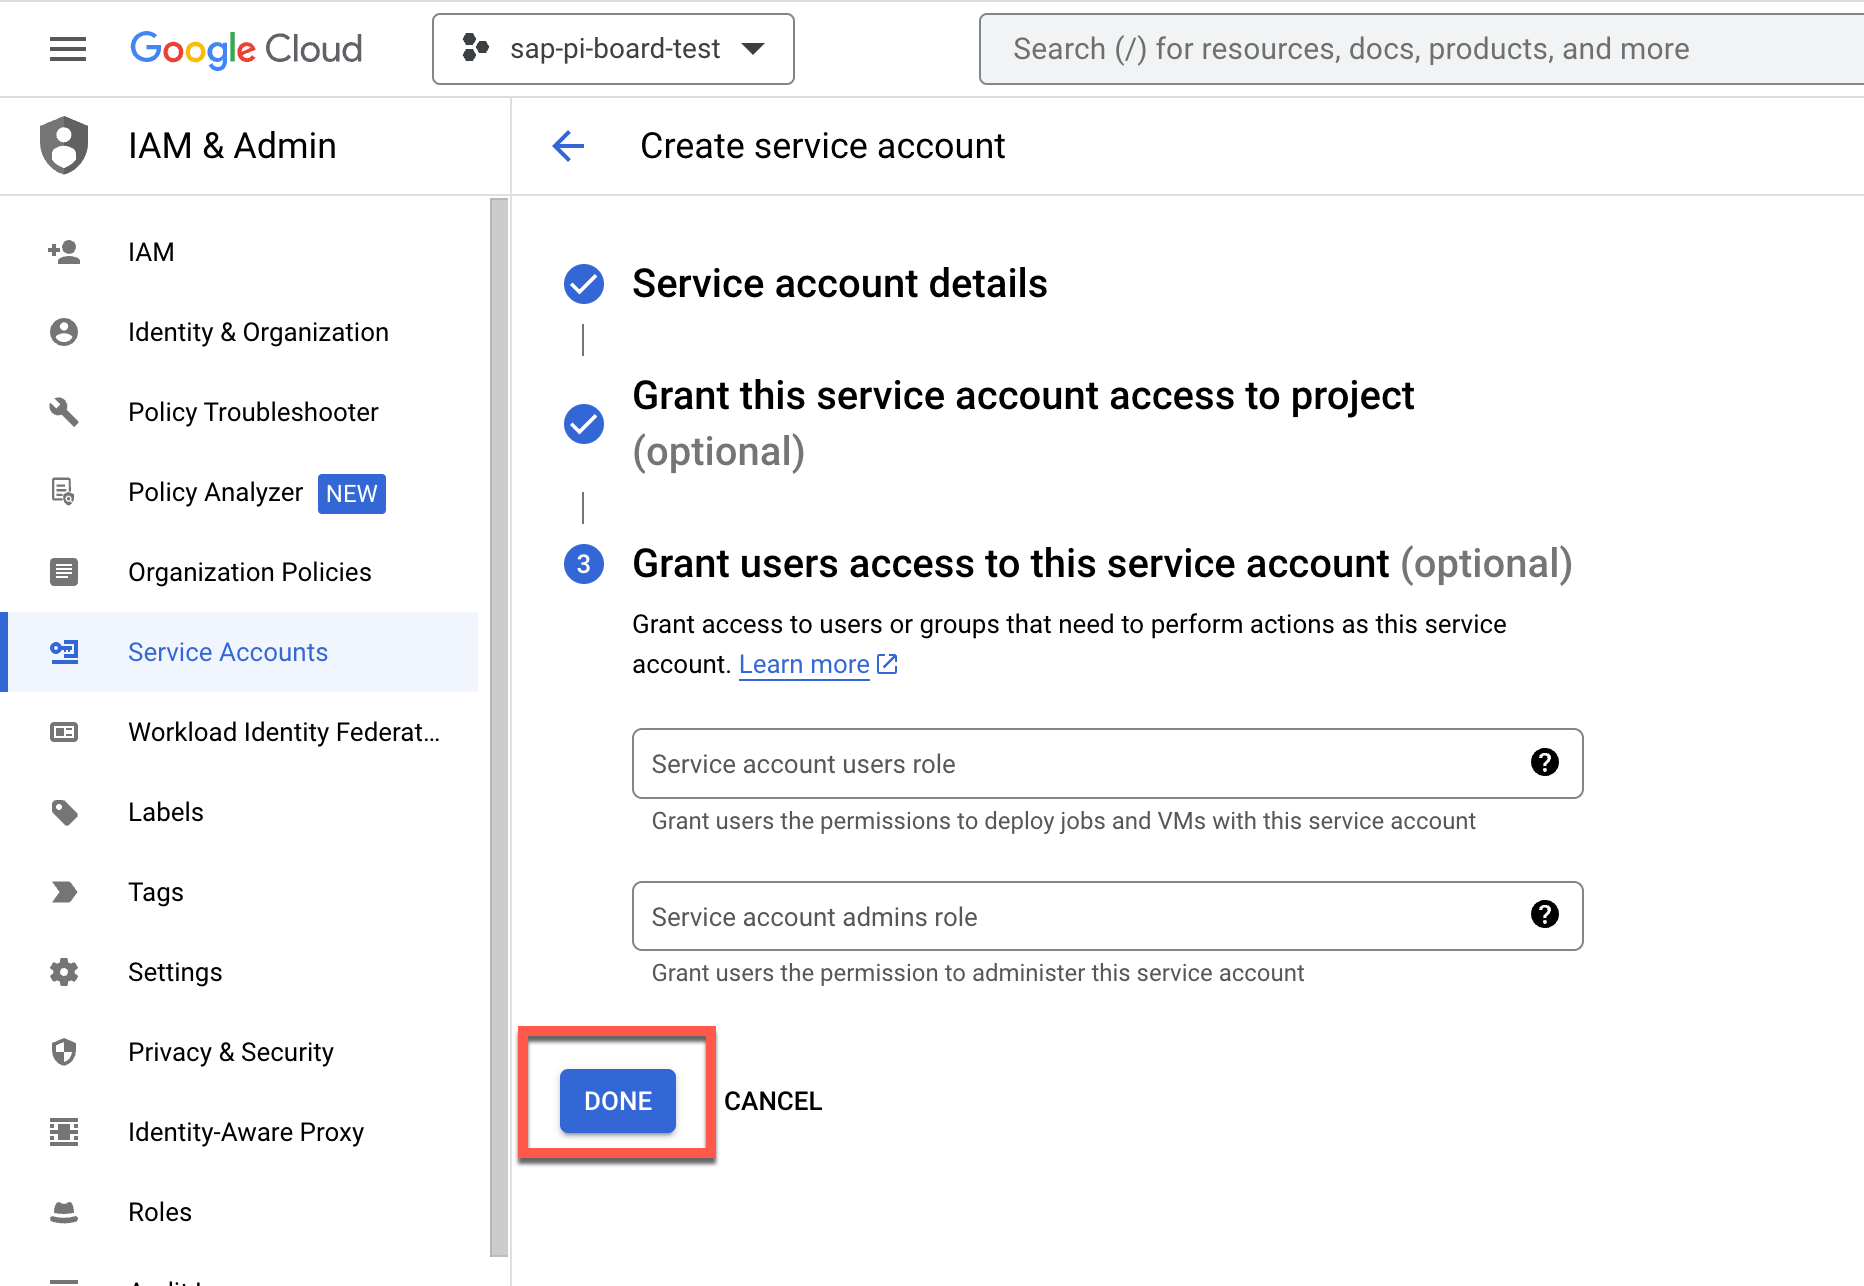 Google Cloud
sap-pi-board-test
Search (/) for resources, docs, products, and more
IAM & Admin
Create service account
IAM
Identity & Organization
Policy Troubleshooter
Policy Analyzer NEW
Organization Policies
Service Accounts
Workload Identity Federat...
Labels
Tags
Settings
Privacy & Security
Identity-Aware Proxy
Roles
Service account details
Grant this service account access to project
(optional)
3 Grant users access to this service account (optional)
Grant access to users or groups that need to perform actions as this service
account. Learn more
Service account users role
Grant users the permissions to deploy jobs and VMs with this service account
Service account admins role
Grant users the permission to administer this service account
DONE CANCEL